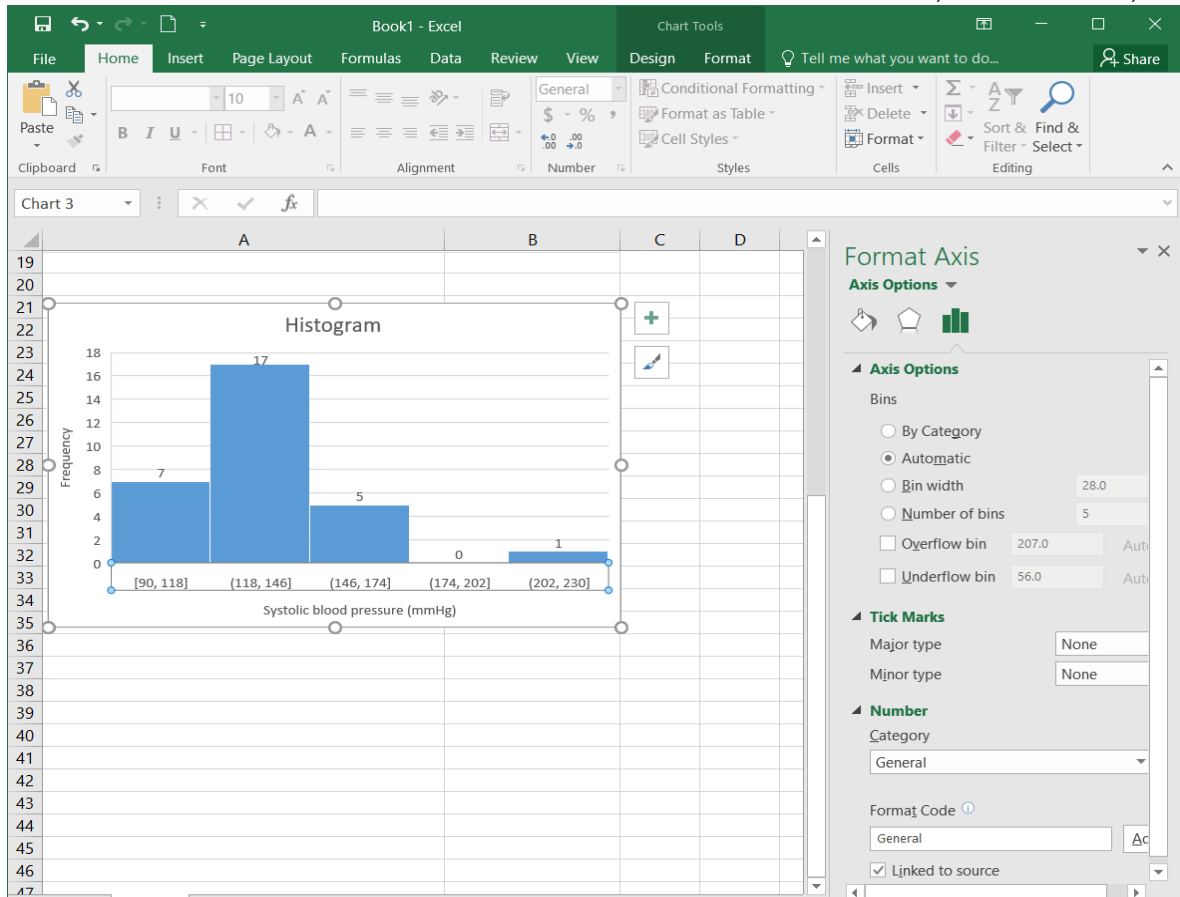 Book1 - Excel
Chart Tools
File Home Insert Page Layout Formulas Data Review View Design Format Tell me what you want to do... Share
Paste
10
A A
B I U A
General
$ % ,
Conditional Formatting
Format as Table
Cell Styles
Insert
Delete
Format
Sort & Filter
Find & Select
Clipboard Font Alignment Number Styles Cells Editing
Chart 3 fx
A B C D
19
20
21
22
23
24
25
26
27
28
29
30
31
32
33
34
35
36
37
38
39
40
41
42
43
44
45
46
47
Histogram
18
16
14
12
10
8
6
4
2
0
Frequency
7 17 5 0 1
[90, 118] (118, 146] (146, 174] (174, 202] (202, 230]
Systolic blood pressure (mmHg)
Format Axis
Axis Options
Axis Options
Bins
By Category
Automatic
Bin width 28.0
Number of bins 5
Overflow bin 207.0 Aut
Underflow bin 56.0 Aut
Tick Marks
Major type None
Minor type None
Number
Category
General
Format Code
General Ad
Linked to source